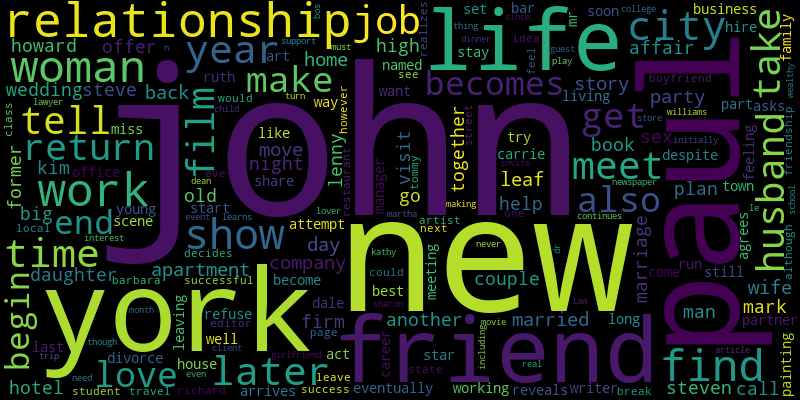 relationship job
life
city
year
woman
howard
offer
high
set
bar
mr
soon
business
hire
family
stay
realizes
affair
home
named
art
ruth
wedding
steve
back
make
film
becomes
story
idea
feel
living
party
boyfriend
take
husband
tell
miss
would
way
see
want
however
support
thing
dinner
since
guest
play
must
college
bos
n
wealthy
friendship
lawyer
turn
child
class
return
like
move
night
share
lenny
restaurant
visit
manager
together
street
get
book
part
asks
sex
feeling
despite
williams
store
initially
john
paul
former
kim
office
eve
dean
work
old
tommy
go
try
carrie
leaf
invite
meet
plan
town
newspaper
young
big
end
local
scene
start
event
learns
show
attempt
lover
martha
help
making
artist
next
one
also
continues
marriage
agrees
school
le
although
time
interest
decides
day
meeting
never
come
run
still
daughter
apartment
company
kathy
could
best
dr
couple
wife
new
york
begin
barbara
successful
become
leaving
refuse
dale
sharon
law
man
mark
partner
last
month
editor
firm
page
another
married
long
friend
though
well
client
movie
including
star
career
find
painting
trip
divorce
house
act
girlfriend
state
real
article
love
later
need
even
leave
hotel
student
travel
richard
arrives
success
eventually
working
reveals
writer
break
steven
call